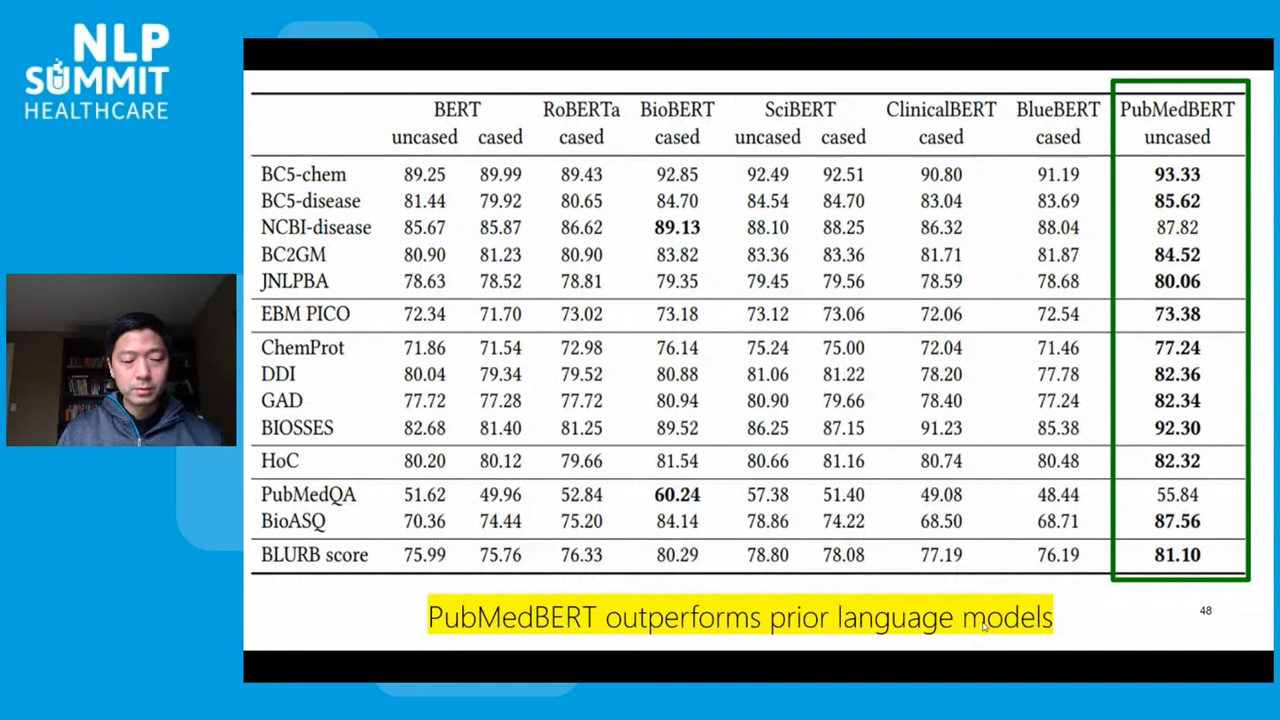 NLP
SUMMIT
HEALTHCARE
BERT RoBERTa BioBERT SciBERT ClinicalBERT BlueBERT PubMedBERT
uncased cased cased cased uncased cased cased cased uncased
BC5-chem 89.25 89.99 89.43 92.85 92.49 92.51 90.80 91.19 93.33
BC5-disease 81.44 79.92 80.65 84.70 84.54 84.70 83.04 83.69 85.62
NCBI-disease 85.67 85.87 86.62 89.13 88.10 88.25 86.32 88.04 87.82
BC2GM 80.90 81.23 80.90 83.82 83.36 83.36 81.71 81.87 84.52
JNLPBA 78.63 78.52 78.81 79.35 79.45 79.56 78.59 78.68 80.06
EBM PICO 72.34 71.70 73.02 73.18 73.12 73.06 72.06 72.54 73.38
ChemProt 71.86 71.54 72.98 76.14 75.24 75.00 72.04 71.46 77.24
DDI 80.04 79.34 79.52 80.88 81.06 81.22 78.20 77.78 82.36
GAD 77.72 77.28 77.72 80.94 80.90 79.66 78.40 77.24 82.34
BIOSSES 82.68 81.40 81.25 89.52 86.25 87.15 91.23 85.38 92.30
HoC 80.20 80.12 79.66 81.54 80.66 81.16 80.74 80.48 82.32
PubMedQA 51.62 49.96 52.84 60.24 57.38 51.40 49.08 48.44 55.84
BioASQ 70.36 74.44 75.20 84.14 78.86 74.22 68.50 68.71 87.56
BLURB score 75.99 75.76 76.33 80.29 78.80 78.08 77.19 76.19 81.10
PubMedBERT outperforms prior language models
48